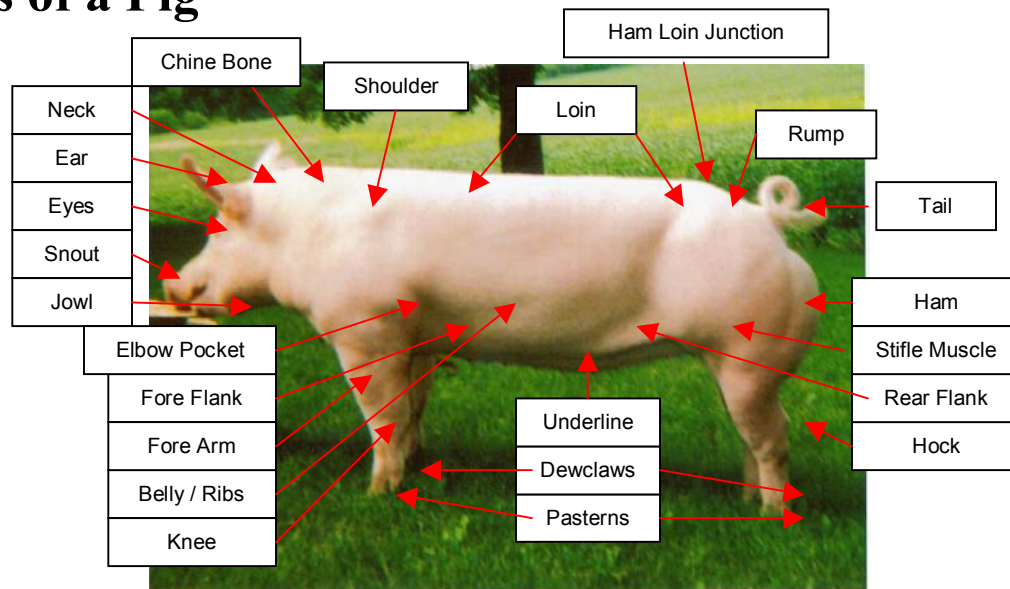 s of a Pig
Ham Loin Junction
Chine Bone
Shoulder
Loin
Rump
Neck
Ear
Eyes
Snout
Jowl
Tail
Elbow Pocket
Fore Flank
Fore Arm
Belly / Ribs
Knee
Underline
Dewclaws
Pasterns
Ham
Stifle Muscle
Rear Flank
Hock